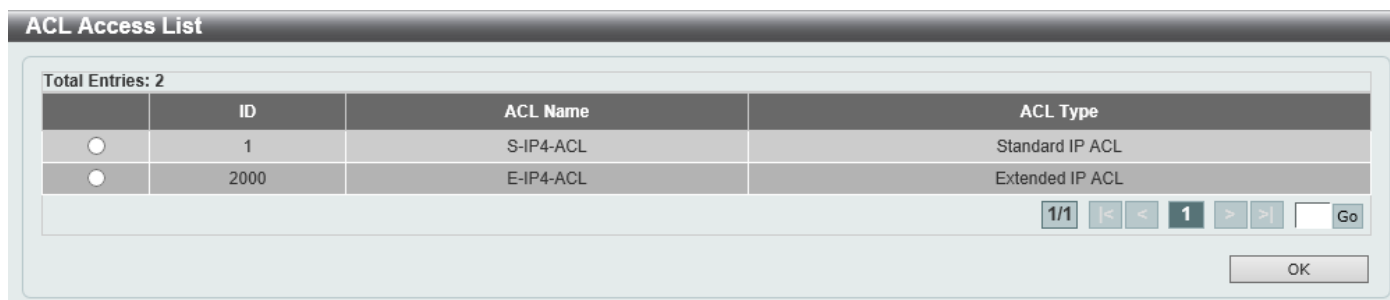 ACL Access List
Total Entries: 2
ID ACL Name ACL Type
1 S-IP4-ACL Standard IP ACL
2000 E-IP4-ACL Extended IP ACL
1/1 |< < 1 > >| Go
OK